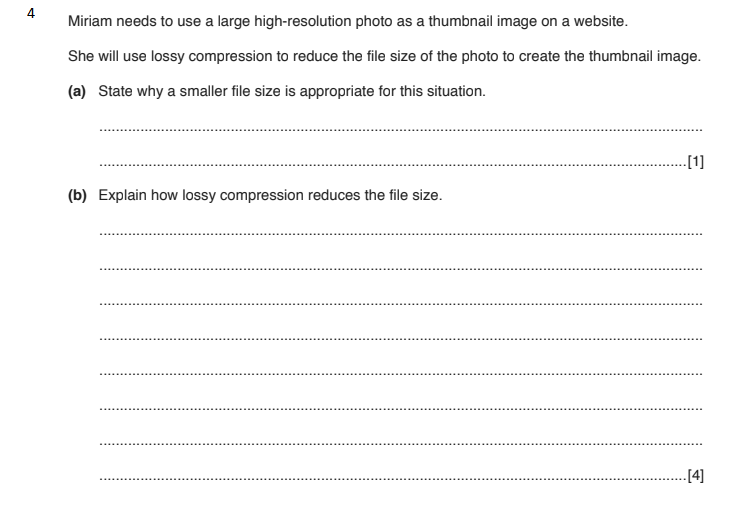 4 Miriam needs to use a large high-resolution photo as a thumbnail image on a website.
She will use lossy compression to reduce the file size of the photo to create the thumbnail image.
(a) State why a smaller file size is appropriate for this situation.
[1]
(b) Explain how lossy compression reduces the file size.
[4]